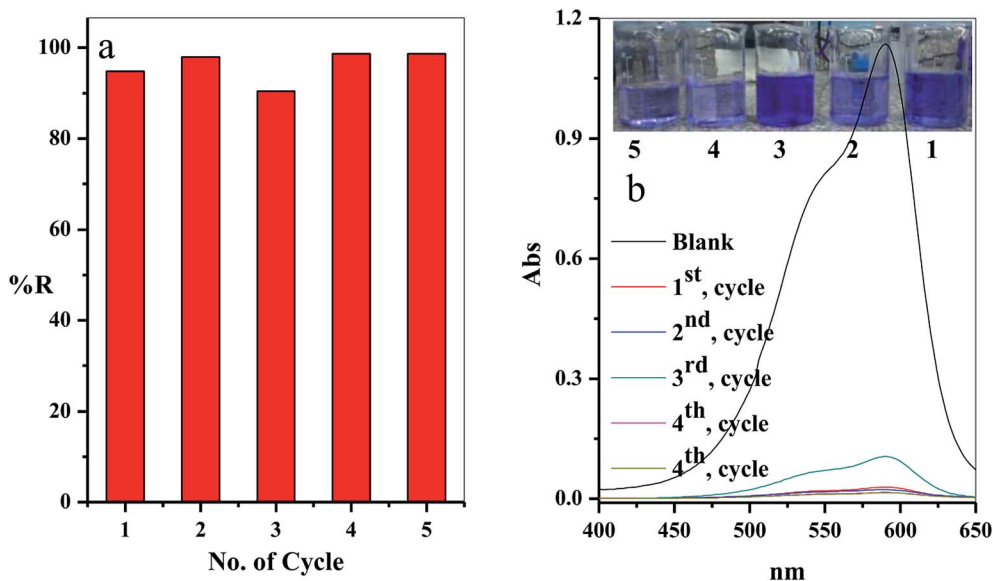 a
100
80
60
40
20
0
%R
1 2 3 4 5
No. of Cycle
1.2
0.9
0.6
0.3
0.0
Abs
5 4 3 2 1
b
Blank
1st, cycle
2nd, cycle
3rd, cycle
4th, cycle
4th, cycle
400 450 500 550 600 650
nm